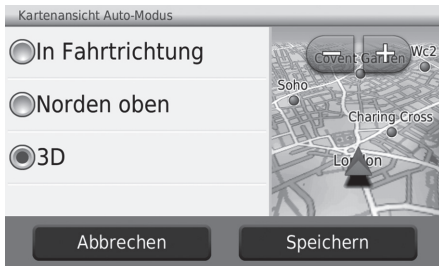 Kartenansicht Auto-Modus
In Fahrtrichtung
Norden oben
3D
Covent Garden
Wc2
Soho
Charing Cross
London
Abbrechen
Speichern